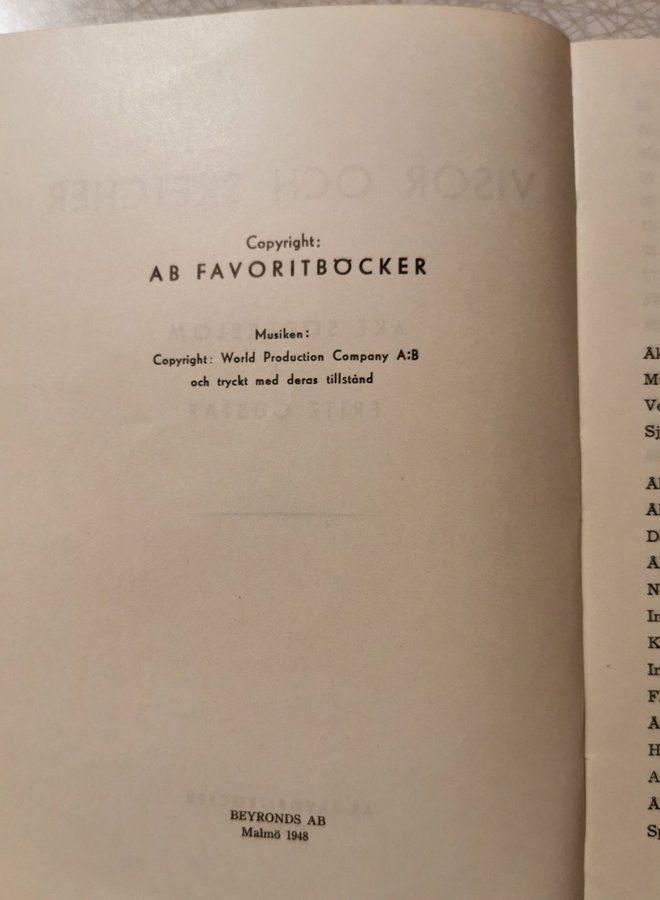 Copyright:
AB FAVORITBÖCKER
Musiken:
Copyright: World Production Company A:B
och tryckt med deras tillstånd
BEYRONDS AB
Malmö 1948